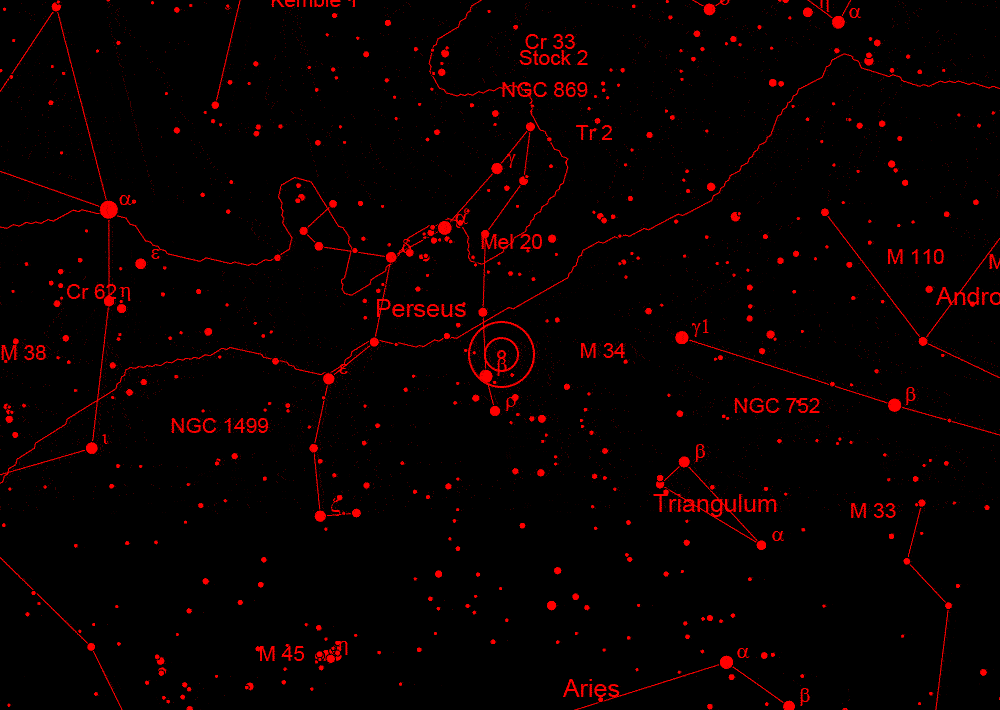 Kemble 1
η
α
Cr 33
Stock 2
NGC 869
Tr 2
γ
α
α
δ
ε
Mel 20
M 110
M
Cr 62 η
Perseus
Andro
γ1
M 38
M 34
β
ε
β
ρ
NGC 752
NGC 1499
ι
β
ζ
Triangulum
M 33
α
M 45
η
α
Aries
β